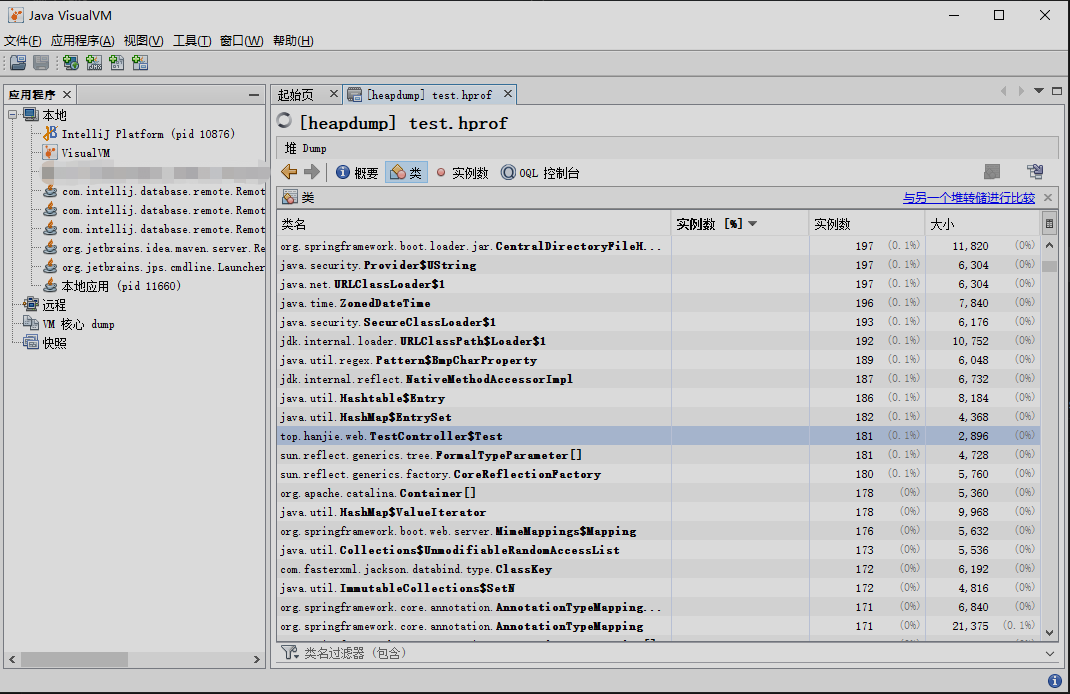 Java VisualVM
文件(F) 应用程序(A) 视图(V) 工具(T) 窗口(W) 帮助(H)
应用程序
本地
IntelliJ Platform (pid 10876)
VisualVM
com.intellij.database.remote.Remot
com.intellij.database.remote.Remot
com.intellij.database.remote.Remot
org.jetbrains.idea.maven.server.Re
org.jetbrains.jps.cmdline.Launcher
本地应用 (pid 11660)
远程
VM 核心 dump
快照
起始页 [heapdump] test.hprof
[heapdump] test.hprof
堆 Dump
概要 类 实例数 OQL 控制台
类 与另一个堆转储进行比较
类名 实例数 [%] 实例数 大小
org.springframework.boot.loader.jar.CentralDirectoryFileH... 197 (0.1%) 11,820 (0%)
java.security.Provider$UString 197 (0.1%) 6,304 (0%)
java.net.URLClassLoader$1 197 (0.1%) 6,304 (0%)
java.time.ZonedDateTime 196 (0.1%) 7,840 (0%)
java.security.SecureClassLoader$1 193 (0.1%) 6,176 (0%)
jdk.internal.loader.URLClassPath$Loader$1 192 (0.1%) 10,752 (0%)
java.util.regex.Pattern$BmpCharProperty 189 (0.1%) 6,048 (0%)
jdk.internal.reflect.NativeMethodAccessorImpl 187 (0.1%) 6,732 (0%)
java.util.Hashtable$Entry 186 (0.1%) 8,184 (0%)
java.util.HashMap$EntrySet 182 (0.1%) 4,368 (0%)
top.hanjie.web.TestController$Test 181 (0.1%) 2,896 (0%)
sun.reflect.generics.tree.FormalTypeParameter[] 181 (0.1%) 4,728 (0%)
sun.reflect.generics.factory.CoreReflectionFactory 180 (0.1%) 5,760 (0%)
org.apache.catalina.Container[] 178 (0%) 5,360 (0%)
java.util.HashMap$ValueIterator 178 (0%) 9,968 (0%)
org.springframework.boot.web.server.MimeMappings$Mapping 176 (0%) 5,632 (0%)
java.util.Collections$UnmodifiableRandomAccessList 173 (0%) 5,536 (0%)
com.fasterxml.jackson.databind.type.ClassKey 172 (0%) 6,192 (0%)
java.util.ImmutableCollections$SetN 172 (0%) 4,816 (0%)
org.springframework.core.annotation.AnnotationTypeMapping... 171 (0%) 6,840 (0%)
org.springframework.core.annotation.AnnotationTypeMapping 171 (0%) 21,375 (0.1%)
类名过滤器 (包含)